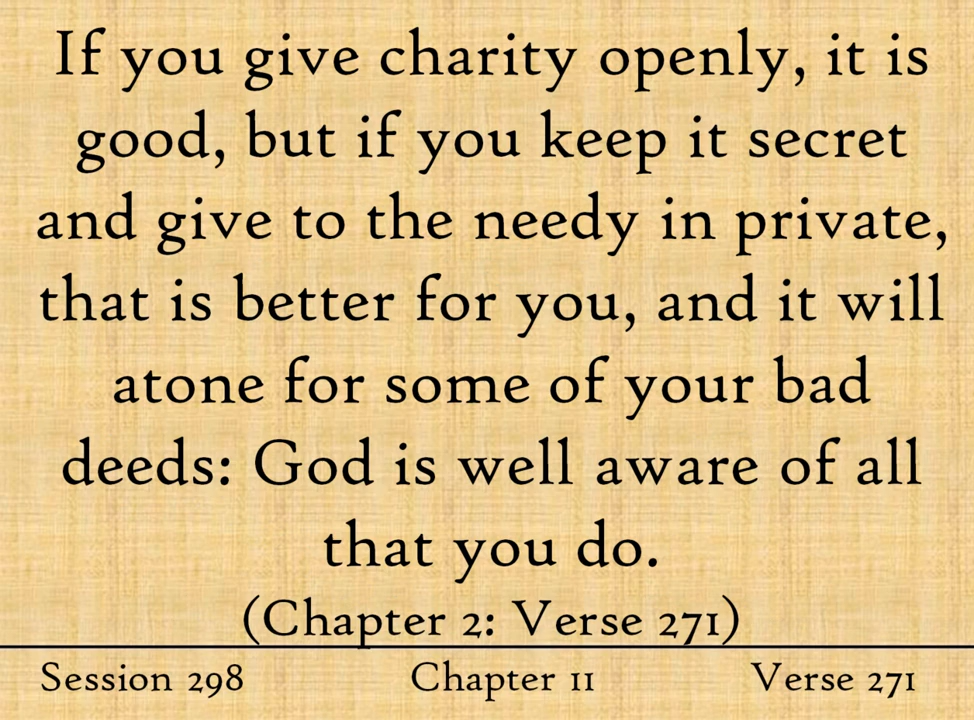 If you give charity openly, it is
good, but if you keep it secret
and give to the needy in private,
that is better for you, and it will
atone for some of your bad
deeds: God is well aware of all
that you do.
(Chapter 2: Verse 271)
Session 298 Chapter 11 Verse 271